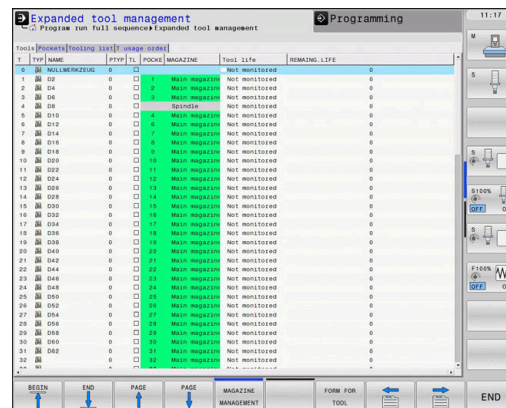 Expanded tool management
Program run full sequence▸Expanded tool management
Programming
11:17
Tools Pockets Tooling list T usage order
T TYP NAME PTYP TL POCKE MAGAZINE Tool life REMAING.LIFE
0 NULLWERKZEUG 0 Not monitored 0
1 D2 0 1 Main magazine Not monitored 0
2 D4 0 2 Main magazine Not monitored 0
3 D6 0 3 Main magazine Not monitored 0
4 D8 0 Spindle Not monitored 0
5 D10 0 4 Main magazine Not monitored 0
6 D12 0 6 Main magazine Not monitored 0
7 D14 0 7 Main magazine Not monitored 0
8 D16 0 8 Main magazine Not monitored 0
9 D18 0 9 Main magazine Not monitored 0
10 D20 0 10 Main magazine Not monitored 0
11 D22 0 11 Main magazine Not monitored 0
12 D24 0 12 Main magazine Not monitored 0
13 D26 0 13 Main magazine Not monitored 0
14 D28 0 14 Main magazine Not monitored 0
15 D30 0 15 Main magazine Not monitored 0
16 D32 0 16 Main magazine Not monitored 0
17 D34 0 17 Main magazine Not monitored 0
18 D36 0 18 Main magazine Not monitored 0
19 D38 0 19 Main magazine Not monitored 0
20 D40 0 20 Main magazine Not monitored 0
21 D42 0 21 Main magazine Not monitored 0
22 D44 0 22 Main magazine Not monitored 0
23 D46 0 23 Main magazine Not monitored 0
24 D48 0 24 Main magazine Not monitored 0
25 D50 0 25 Main magazine Not monitored 0
26 D52 0 26 Main magazine Not monitored 0
27 D54 0 27 Main magazine Not monitored 0
28 D56 0 28 Main magazine Not monitored 0
29 D58 0 29 Main magazine Not monitored 0
30 D60 0 30 Main magazine Not monitored 0
31 D62 0 31 Main magazine Not monitored 0
32 0 32 Main magazine Not monitored 0
M
S
S
S100%
OFF
S
F100%
OFF
BEGIN
END
PAGE
PAGE
MAGAZINE
MANAGEMENT
FORM FOR
TOOL
END